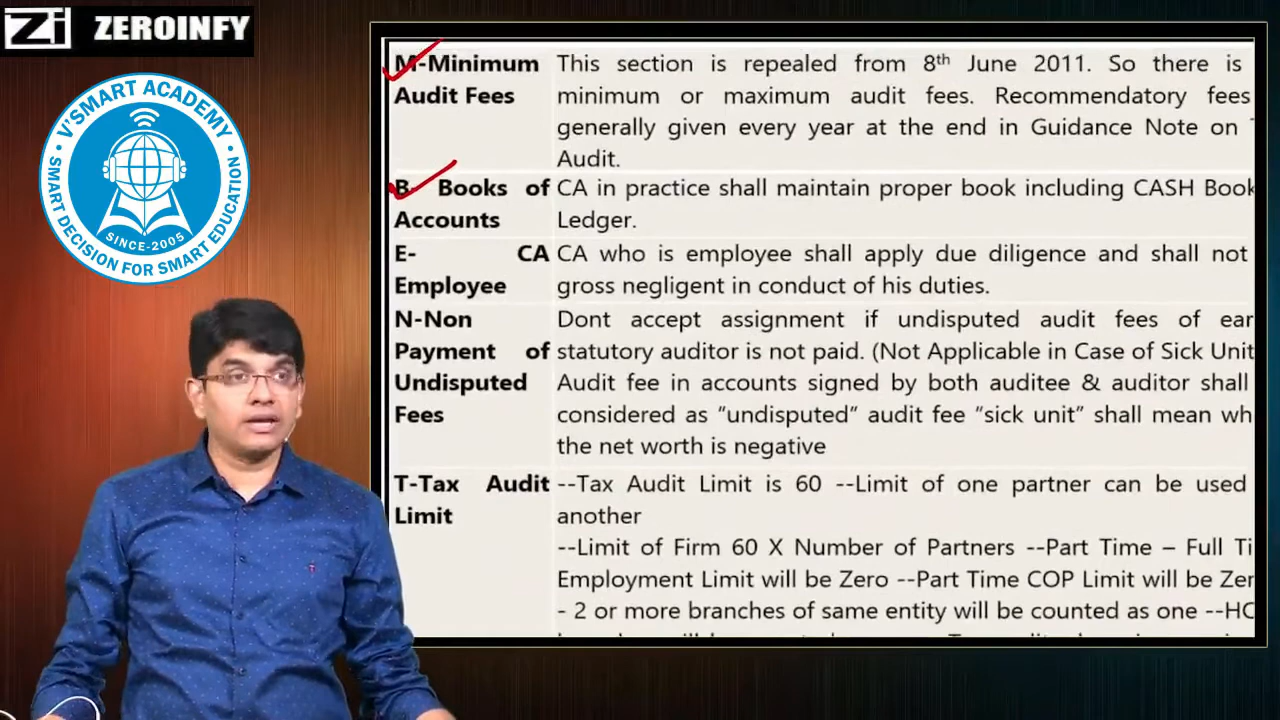 Zi ZEROINFY
V'SMART ACADEMY
SMART DECISION FOR SMART EDUCATION
SINCE-2005
M-Minimum Audit Fees
This section is repealed from 8th June 2011. So there is
minimum or maximum audit fees. Recommendatory fees
generally given every year at the end in Guidance Note on
Audit.
B- Books of Accounts
CA in practice shall maintain proper book including CASH Book
Ledger.
E- CA Employee
CA who is employee shall apply due diligence and shall not
gross negligent in conduct of his duties.
N-Non Payment of Undisputed Fees
Dont accept assignment if undisputed audit fees of ear
statutory auditor is not paid. (Not Applicable in Case of Sick Unit
Audit fee in accounts signed by both auditee & auditor shall
considered as "undisputed" audit fee "sick unit" shall mean wh
the net worth is negative
T-Tax Audit Limit
--Tax Audit Limit is 60 --Limit of one partner can be used
another
--Limit of Firm 60 X Number of Partners --Part Time – Full Ti
Employment Limit will be Zero --Part Time COP Limit will be Zer
- 2 or more branches of same entity will be counted as one --HO